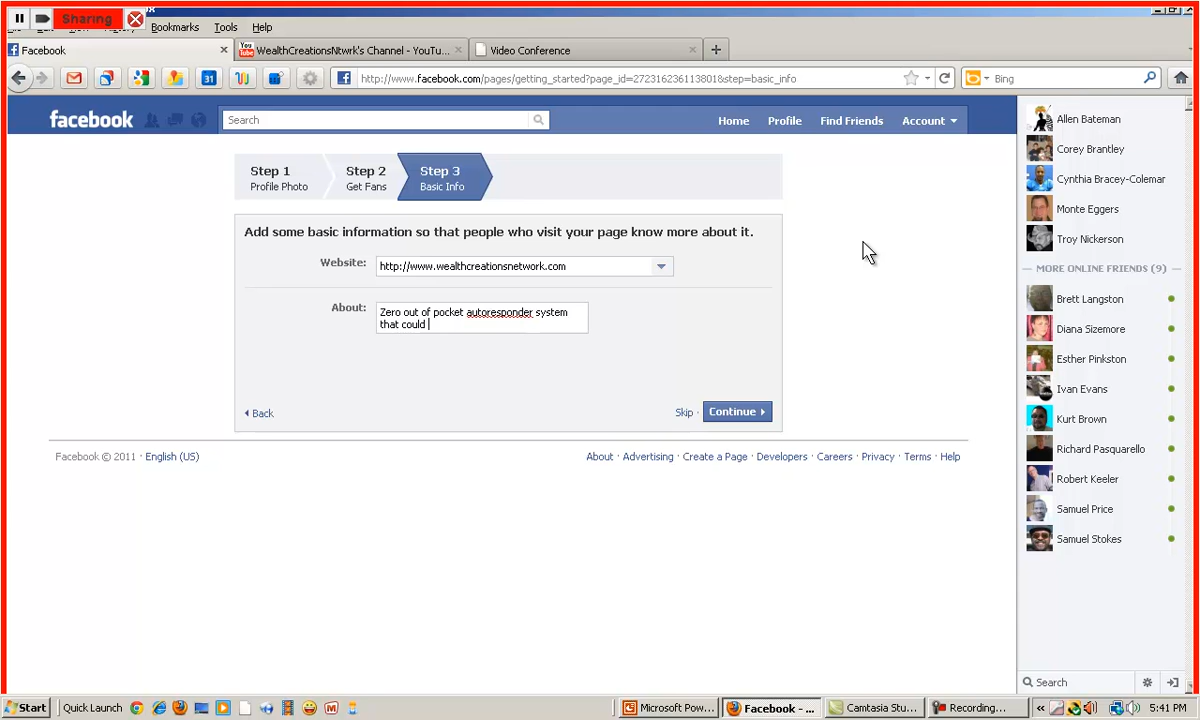 Sharing
History
Bookmarks
Tools
Help
Facebook
WealthCreationsNtwrk's Channel - YouTu...
Video Conference
http://www.facebook.com/pages/getting_started?page_id=272316236113801&step=basic_info
Bing
facebook
Search
Home
Profile
Find Friends
Account
Step 1
Profile Photo
Step 2
Get Fans
Step 3
Basic Info
Add some basic information so that people who visit your page know more about it.
Website:
http://www.wealthcreationsnetwork.com
About:
Zero out of pocket autoresponder system
that could
Back
Skip ·
Continue
Facebook © 2011 · English (US)
About · Advertising · Create a Page · Developers · Careers · Privacy · Terms · Help
Allen Bateman
Corey Brantley
Cynthia Bracey-Colemar
Monte Eggers
Troy Nickerson
MORE ONLINE FRIENDS (9)
Brett Langston
Diana Sizemore
Esther Pinkston
Ivan Evans
Kurt Brown
Richard Pasquarello
Robert Keeler
Samuel Price
Samuel Stokes
Search
Start
Quick Launch
Microsoft Pow...
Facebook - ...
Camtasia Stu...
Recording...
5:41 PM